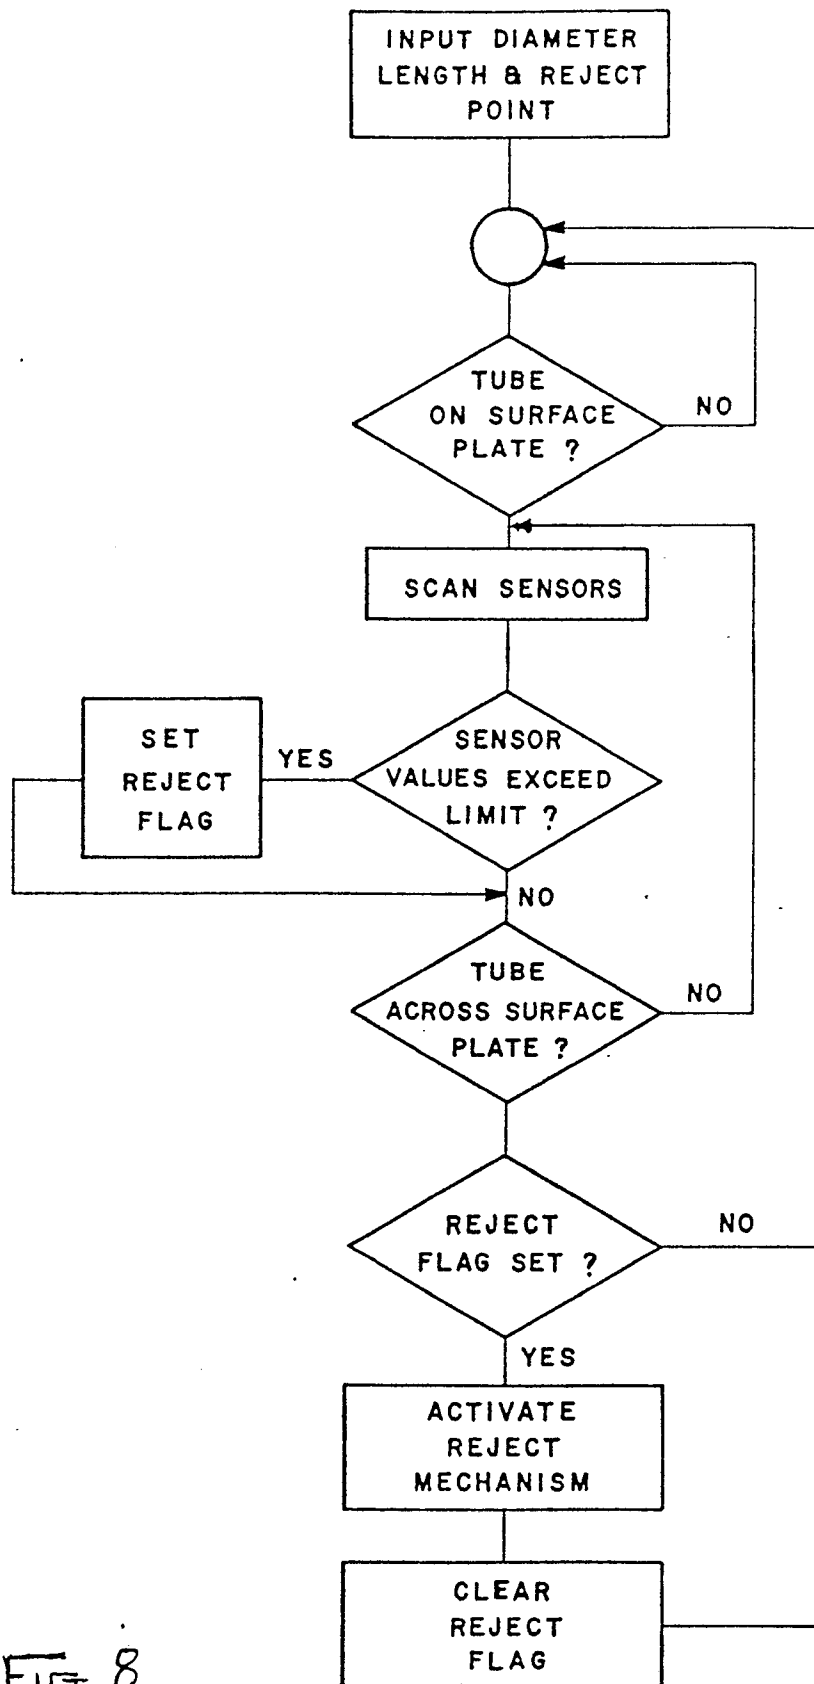 INPUT DIAMETER
LENGTH & REJECT
POINT
TUBE
ON SURFACE
PLATE ?
NO
SCAN SENSORS
SENSOR
VALUES EXCEED
LIMIT ?
YES
SET
REJECT
FLAG
NO
TUBE
ACROSS SURFACE
PLATE ?
NO
REJECT
FLAG SET ?
NO
YES
ACTIVATE
REJECT
MECHANISM
CLEAR
REJECT
FLAG
FIG 8